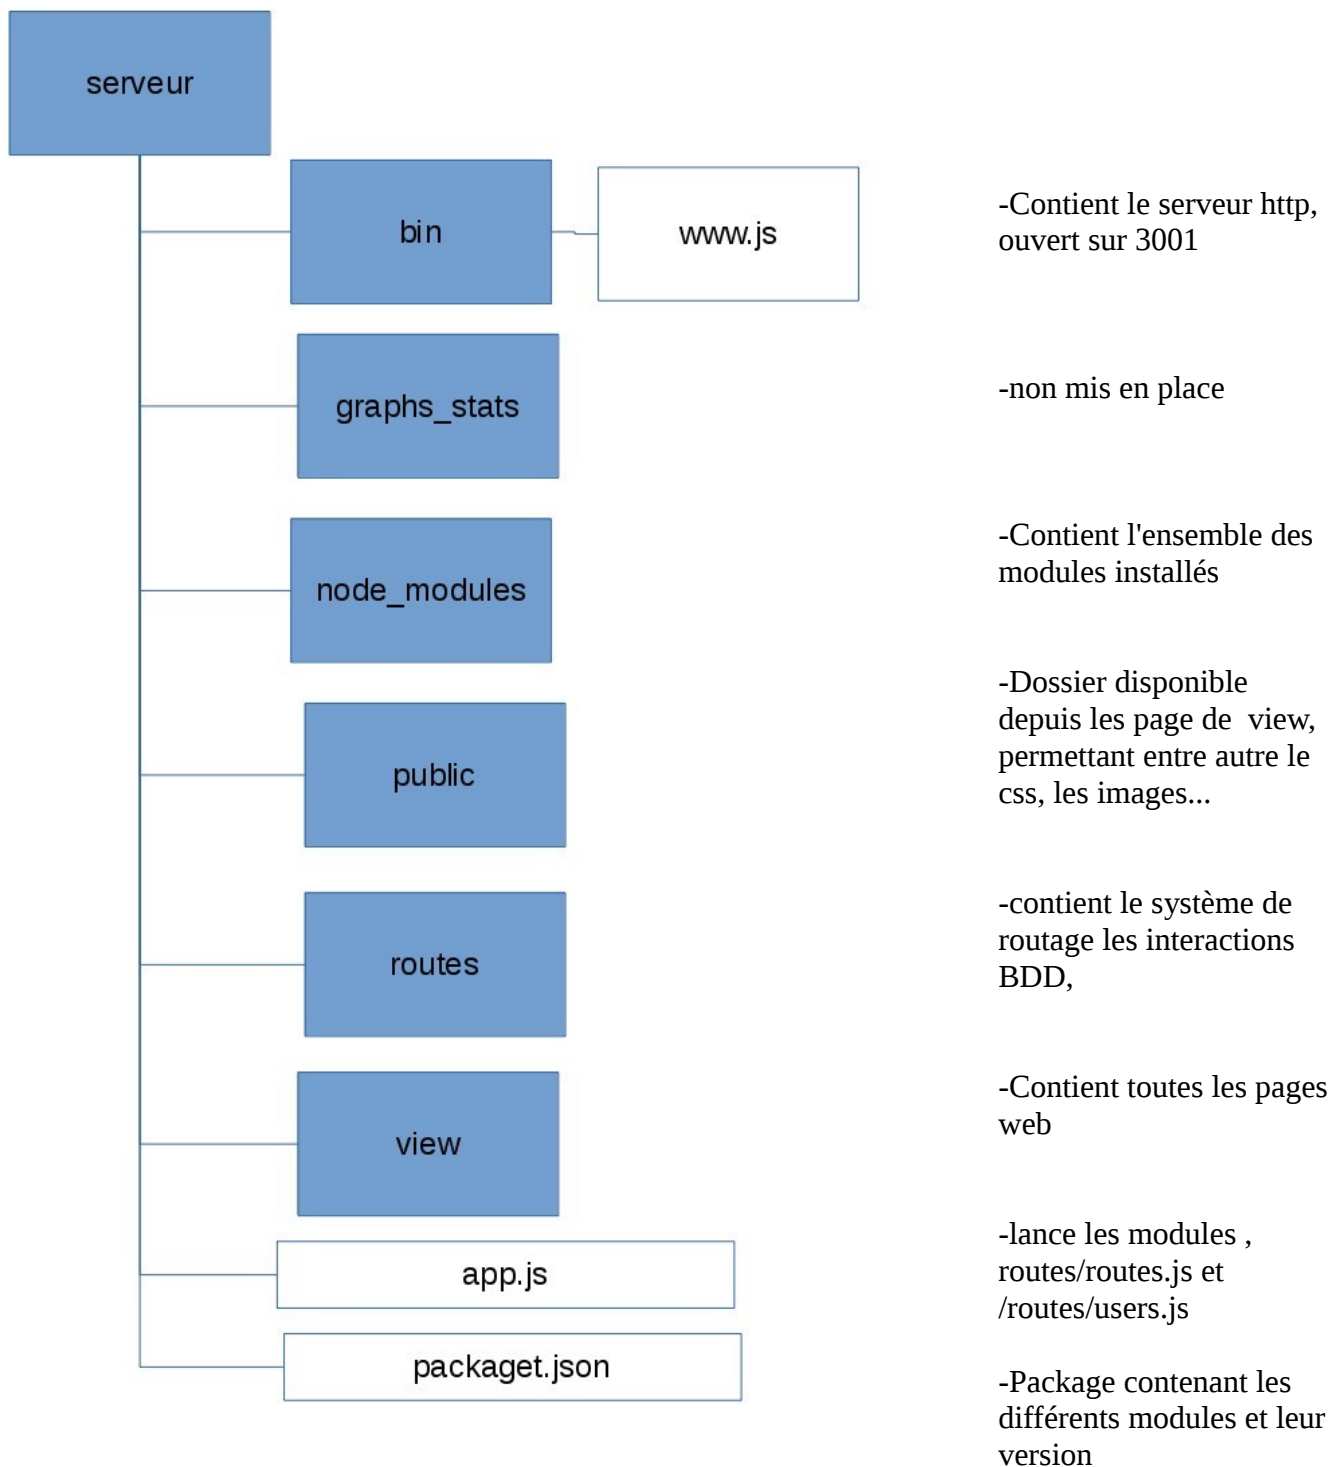 serveur
bin
www.js
-Contient le serveur http,
ouvert sur 3001
graphs_stats
-non mis en place
node_modules
-Contient l'ensemble des
modules installés
public
-Dossier disponible
depuis les page de  view,
permettant entre autre le
css, les images...
routes
-contient le système de
routage les interactions
BDD,
view
-Contient toutes les pages
web
app.js
-lance les modules ,
routes/routes.js et
/routes/users.js
packaget.json
-Package contenant les
différents modules et leur
version